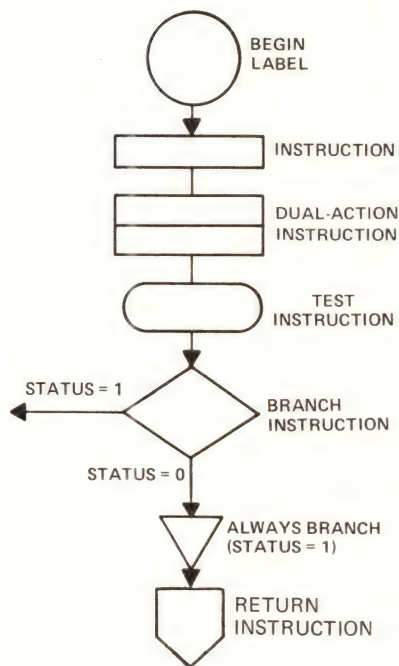 BEGIN
LABEL
INSTRUCTION
DUAL-ACTION
INSTRUCTION
TEST
INSTRUCTION
STATUS = 1
BRANCH
INSTRUCTION
STATUS = 0
ALWAYS BRANCH
(STATUS = 1)
RETURN
INSTRUCTION